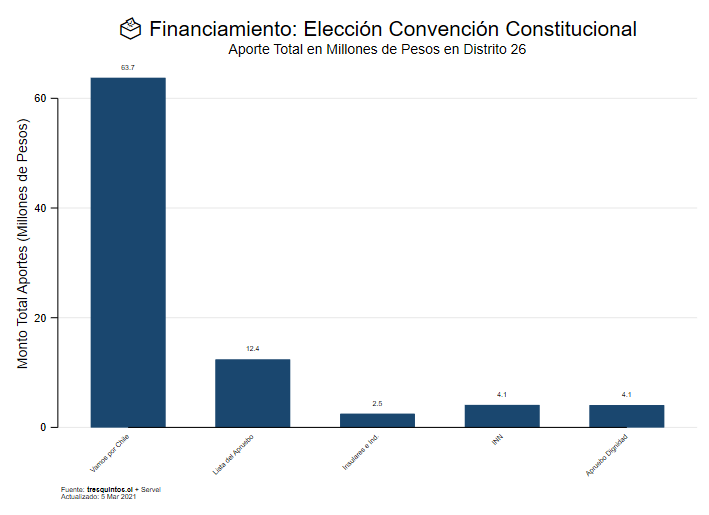 Financiamiento: Elección Convención Constitucional
Aporte Total en Millones de Pesos en Distrito 26
Monto Total Aportes (Millones de Pesos)
60
40
20
0
63.7
12.4
2.5
4.1
4.1
Vamos por Chile
Lista del Apruebo
Insulares e Ind.
INN
Apruebo Dignidad
Fuente: tresquintos.cl + Servel
Actualizado: 5 Mar 2021